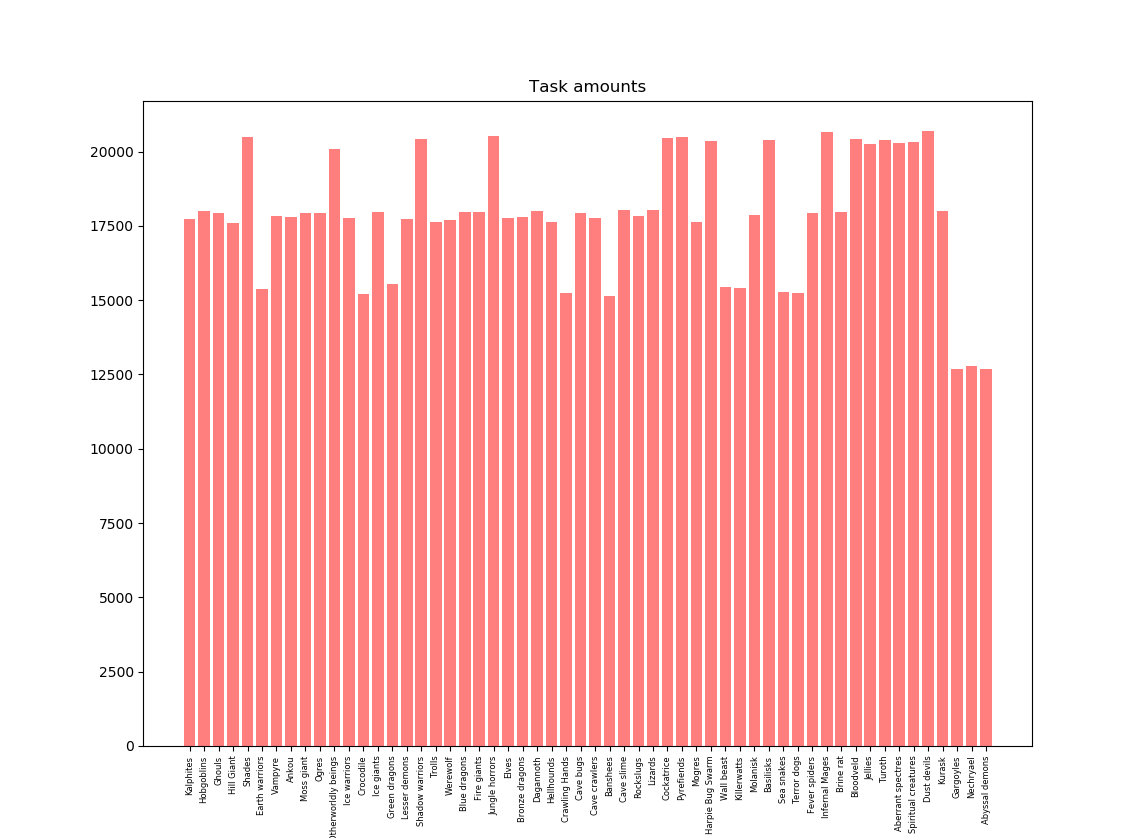 Task amounts
20000
17500
15000
12500
10000
7500
5000
2500
0
Kalphites
Hobgoblins
Ghouls
Hill Giant
Shades
Earth warriors
Vampyre
Ankou
Moss giant
Ogres
Otherworldly beings
Ice warriors
Crocodile
Ice giants
Green dragons
Lesser demons
Shadow warriors
Trolls
Werewolf
Blue dragons
Fire giants
Jungle horrors
Elves
Bronze dragons
Dagannoth
Hellhounds
Crawling Hands
Cave bugs
Cave crawlers
Banshees
Cave slime
Rockslugs
Lizards
Cockatrice
Pyrefiends
Mogres
Harpie Bug Swarm
Wall beast
Killerwatts
Molanisk
Basilisks
Sea snakes
Terror dogs
Fever spiders
Infernal Mages
Brine rat
Bloodveld
Jellies
Turoth
Aberrant spectres
Spiritual creatures
Dust devils
Kurask
Gargoyles
Nechryael
Abyssal demons